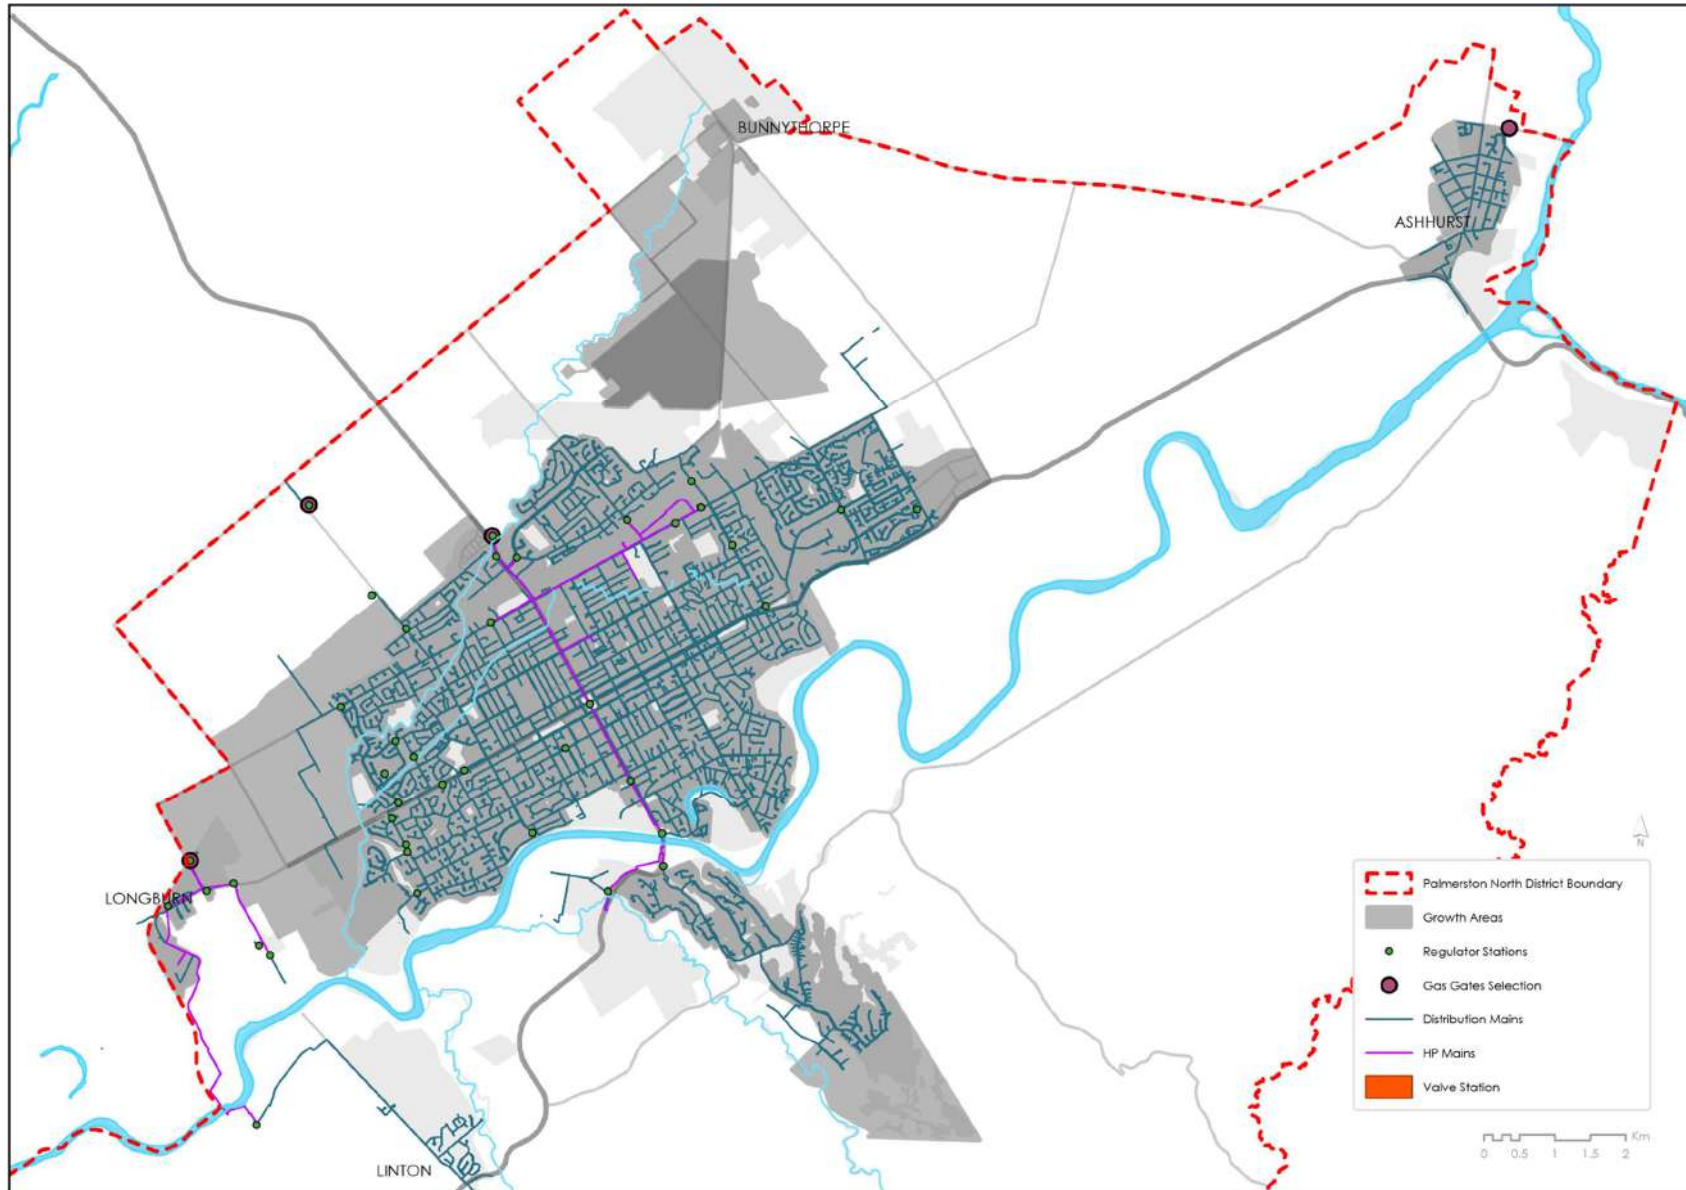 BUNNYTHORPE
ASHHURST
LONGBURN
LINTON
N
Palmerston North District Boundary
Growth Areas
Regulator Stations
Gas Gates Selection
Distribution Mains
HP Mains
Valve Station
Km
0 0.5 1 1.5 2